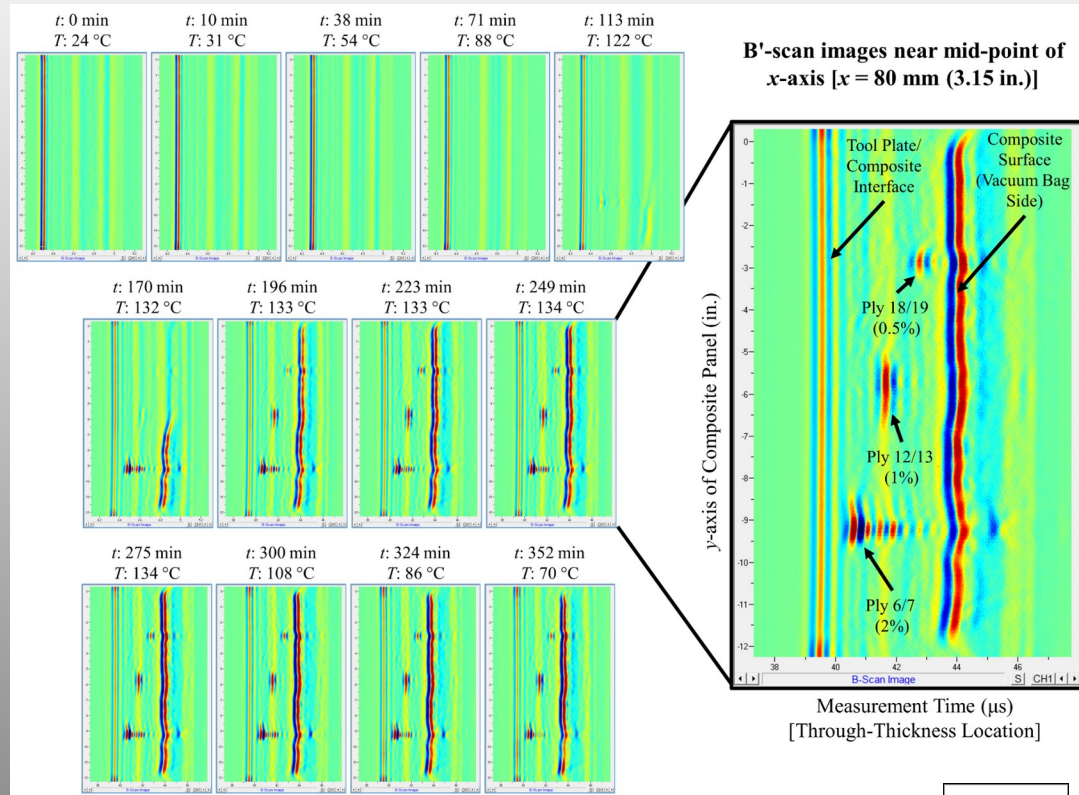 t: 0 min
T: 24 °C
t: 10 min
T: 31 °C
t: 38 min
T: 54 °C
t: 71 min
T: 88 °C
t: 113 min
T: 122 °C
B'-scan images near mid-point of
x-axis [x = 80 mm (3.15 in.)]
t: 170 min
T: 132 °C
t: 196 min
T: 133 °C
t: 223 min
T: 133 °C
t: 249 min
T: 134 °C
t: 275 min
T: 134 °C
t: 300 min
T: 108 °C
t: 324 min
T: 86 °C
t: 352 min
T: 70 °C
Tool Plate/
Composite
Interface
Composite
Surface
(Vacuum Bag
Side)
Ply 18/19
(0.5%)
Ply 12/13
(1%)
Ply 6/7
(2%)
y-axis of Composite Panel (in.)
0
-1
-2
-3
-4
-5
-6
-7
-8
-9
-10
-11
-12
38 40 42 44 46
B-Scan Image S CH1
Measurement Time (μs)
[Through-Thickness Location]